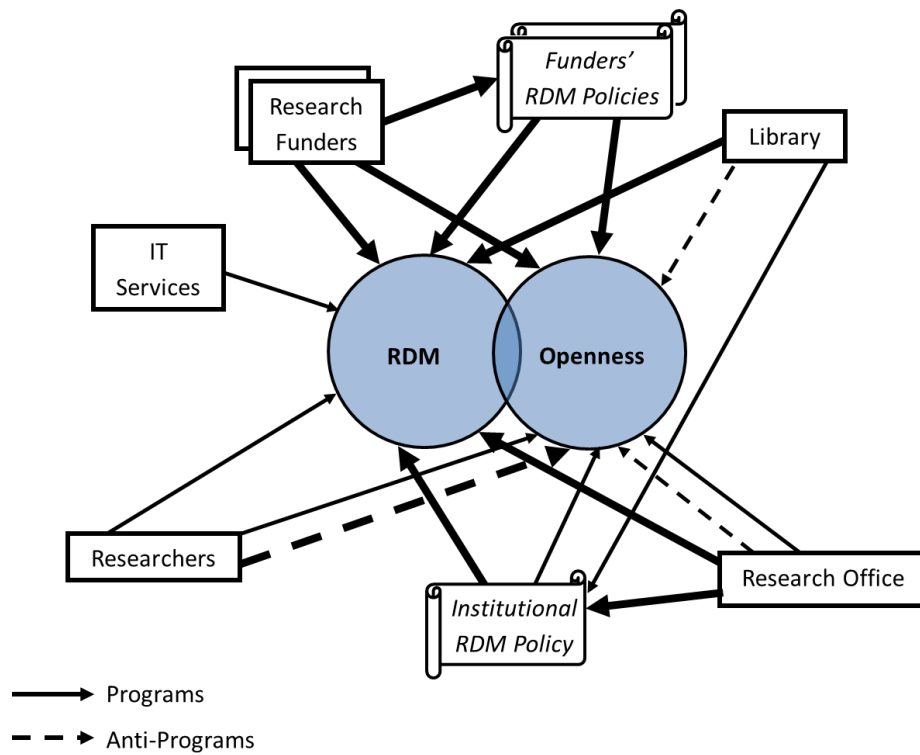 Funders’
RDM Policies
Research
Funders
Library
IT
Services
RDM
Openness
Researchers
Research Office
Institutional
RDM Policy
Programs
Anti-Programs